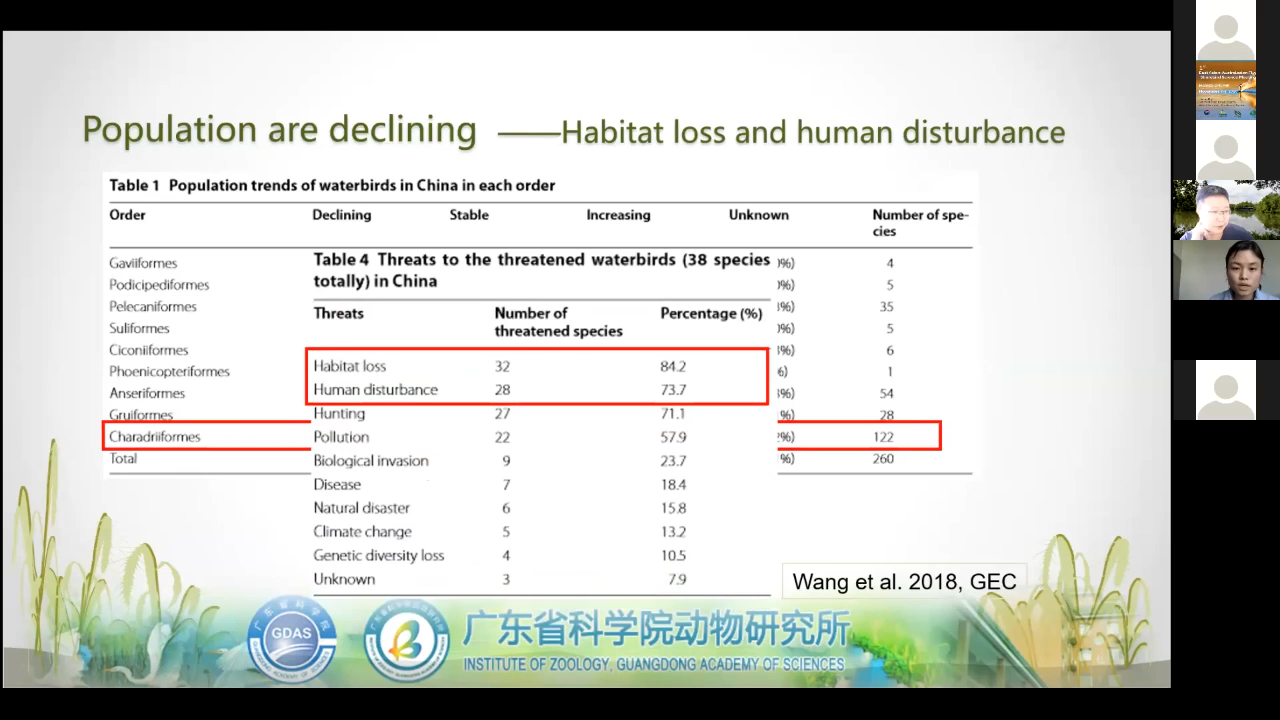 Population are declining ——Habitat loss and human disturbance
Table 1 Population trends of waterbirds in China in each order
Order Declining Stable Increasing Unknown Number of spe-
cies
Gaviiformes %) 4
Podicipediformes %) 5
Pelecaniformes %) 35
Suliformes %) 5
Ciconiiformes %) 6
Phoenicopteriformes 1
Anseriformes %) 54
Gruiformes %) 28
Charadriiformes %) 122
Total %) 260
Table 4 Threats to the threatened waterbirds (38 species
totally) in China
Threats Number of
threatened species Percentage (%)
Habitat loss 32 84.2
Human disturbance 28 73.7
Hunting 27 71.1
Pollution 22 57.9
Biological invasion 9 23.7
Disease 7 18.4
Natural disaster 6 15.8
Climate change 5 13.2
Genetic diversity loss 4 10.5
Unknown 3 7.9
Wang et al. 2018, GEC
GDAS
广东省科学院动物研究所
INSTITUTE OF ZOOLOGY, GUANGDONG ACADEMY OF SCIENCES